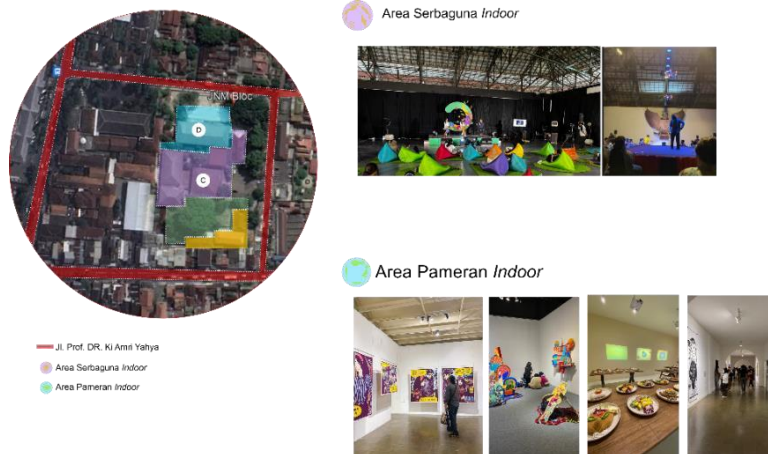 JNM Bloc
D
C
Jl. Prof. DR. Ki Amri Yahya
Area Serbaguna Indoor
Area Pameran Indoor
Area Serbaguna Indoor
Area Pameran Indoor